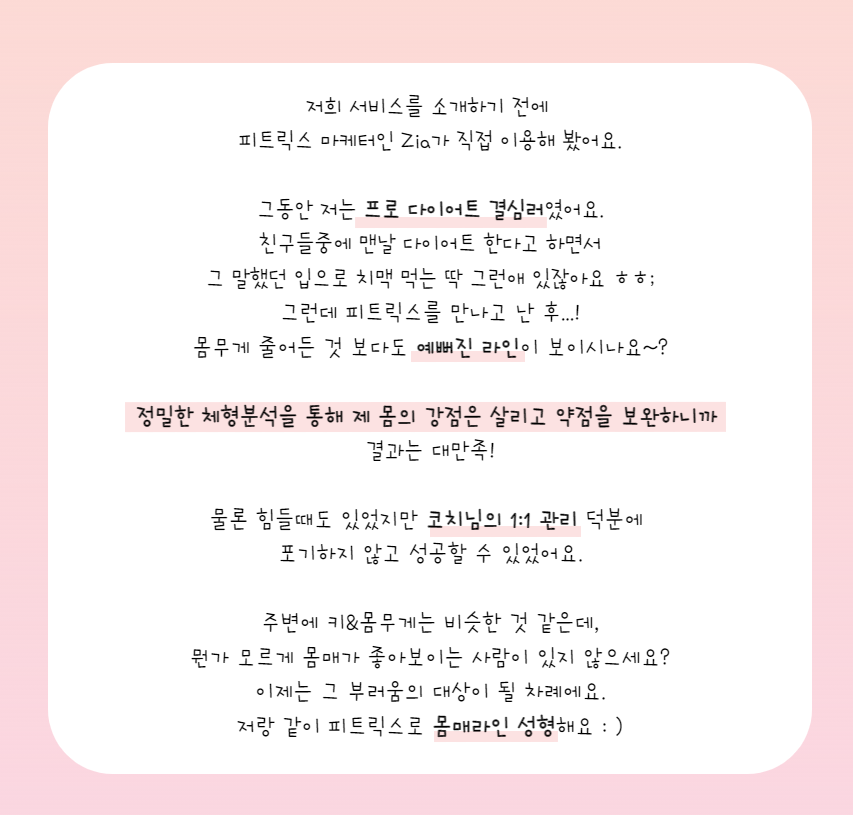 저희 서비스를 소개하기 전에
피트릭스 마케터인 Zia가 직접 이용해 봤어요.
그동안 저는 프로 다이어트 결심러였어요.
친구들중에 맨날 다이어트 한다고 하면서
그 말했던 입으로 치맥 먹는 딱 그런애 있잖아요 ㅎㅎ;
그런데 피트릭스를 만나고 난 후...!
몸무게 줄어든 것 보다도 예뻐진 라인이 보이시나요~?
정밀한 체형분석을 통해 제 몸의 강점은 살리고 약점을 보완하니까
결과는 대만족!
물론 힘들때도 있었지만 코치님의 1:1 관리 덕분에
포기하지 않고 성공할 수 있었어요.
주변에 키&몸무게는 비슷한 것 같은데,
뭔가 모르게 몸매가 좋아보이는 사람이 있지 않으세요?
이제는 그 부러움의 대상이 될 차례에요.
저랑 같이 피트릭스로 몸매라인 성형해요 : )